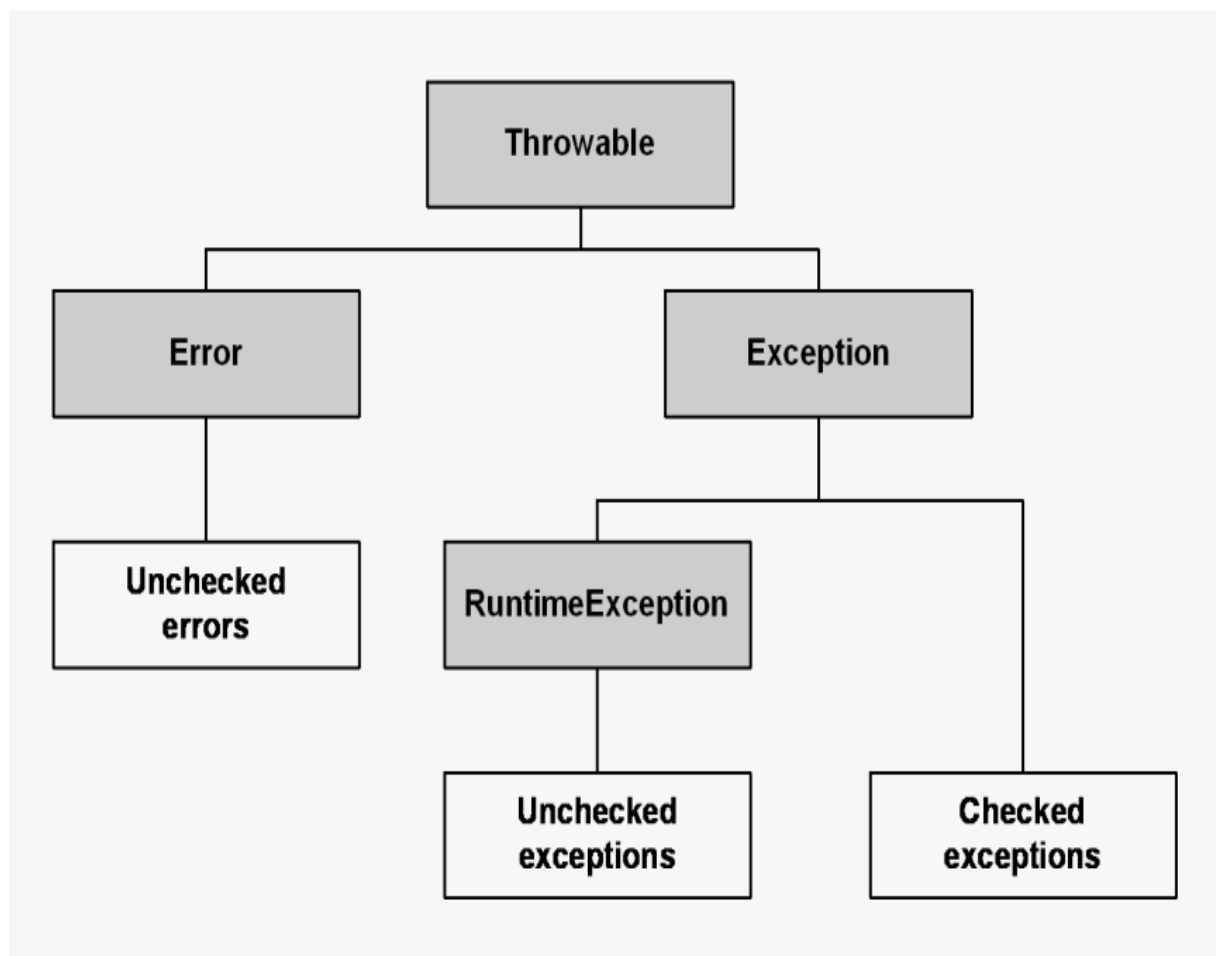 Throwable
Error
Exception
Unchecked
errors
RuntimeException
Unchecked
exceptions
Checked
exceptions